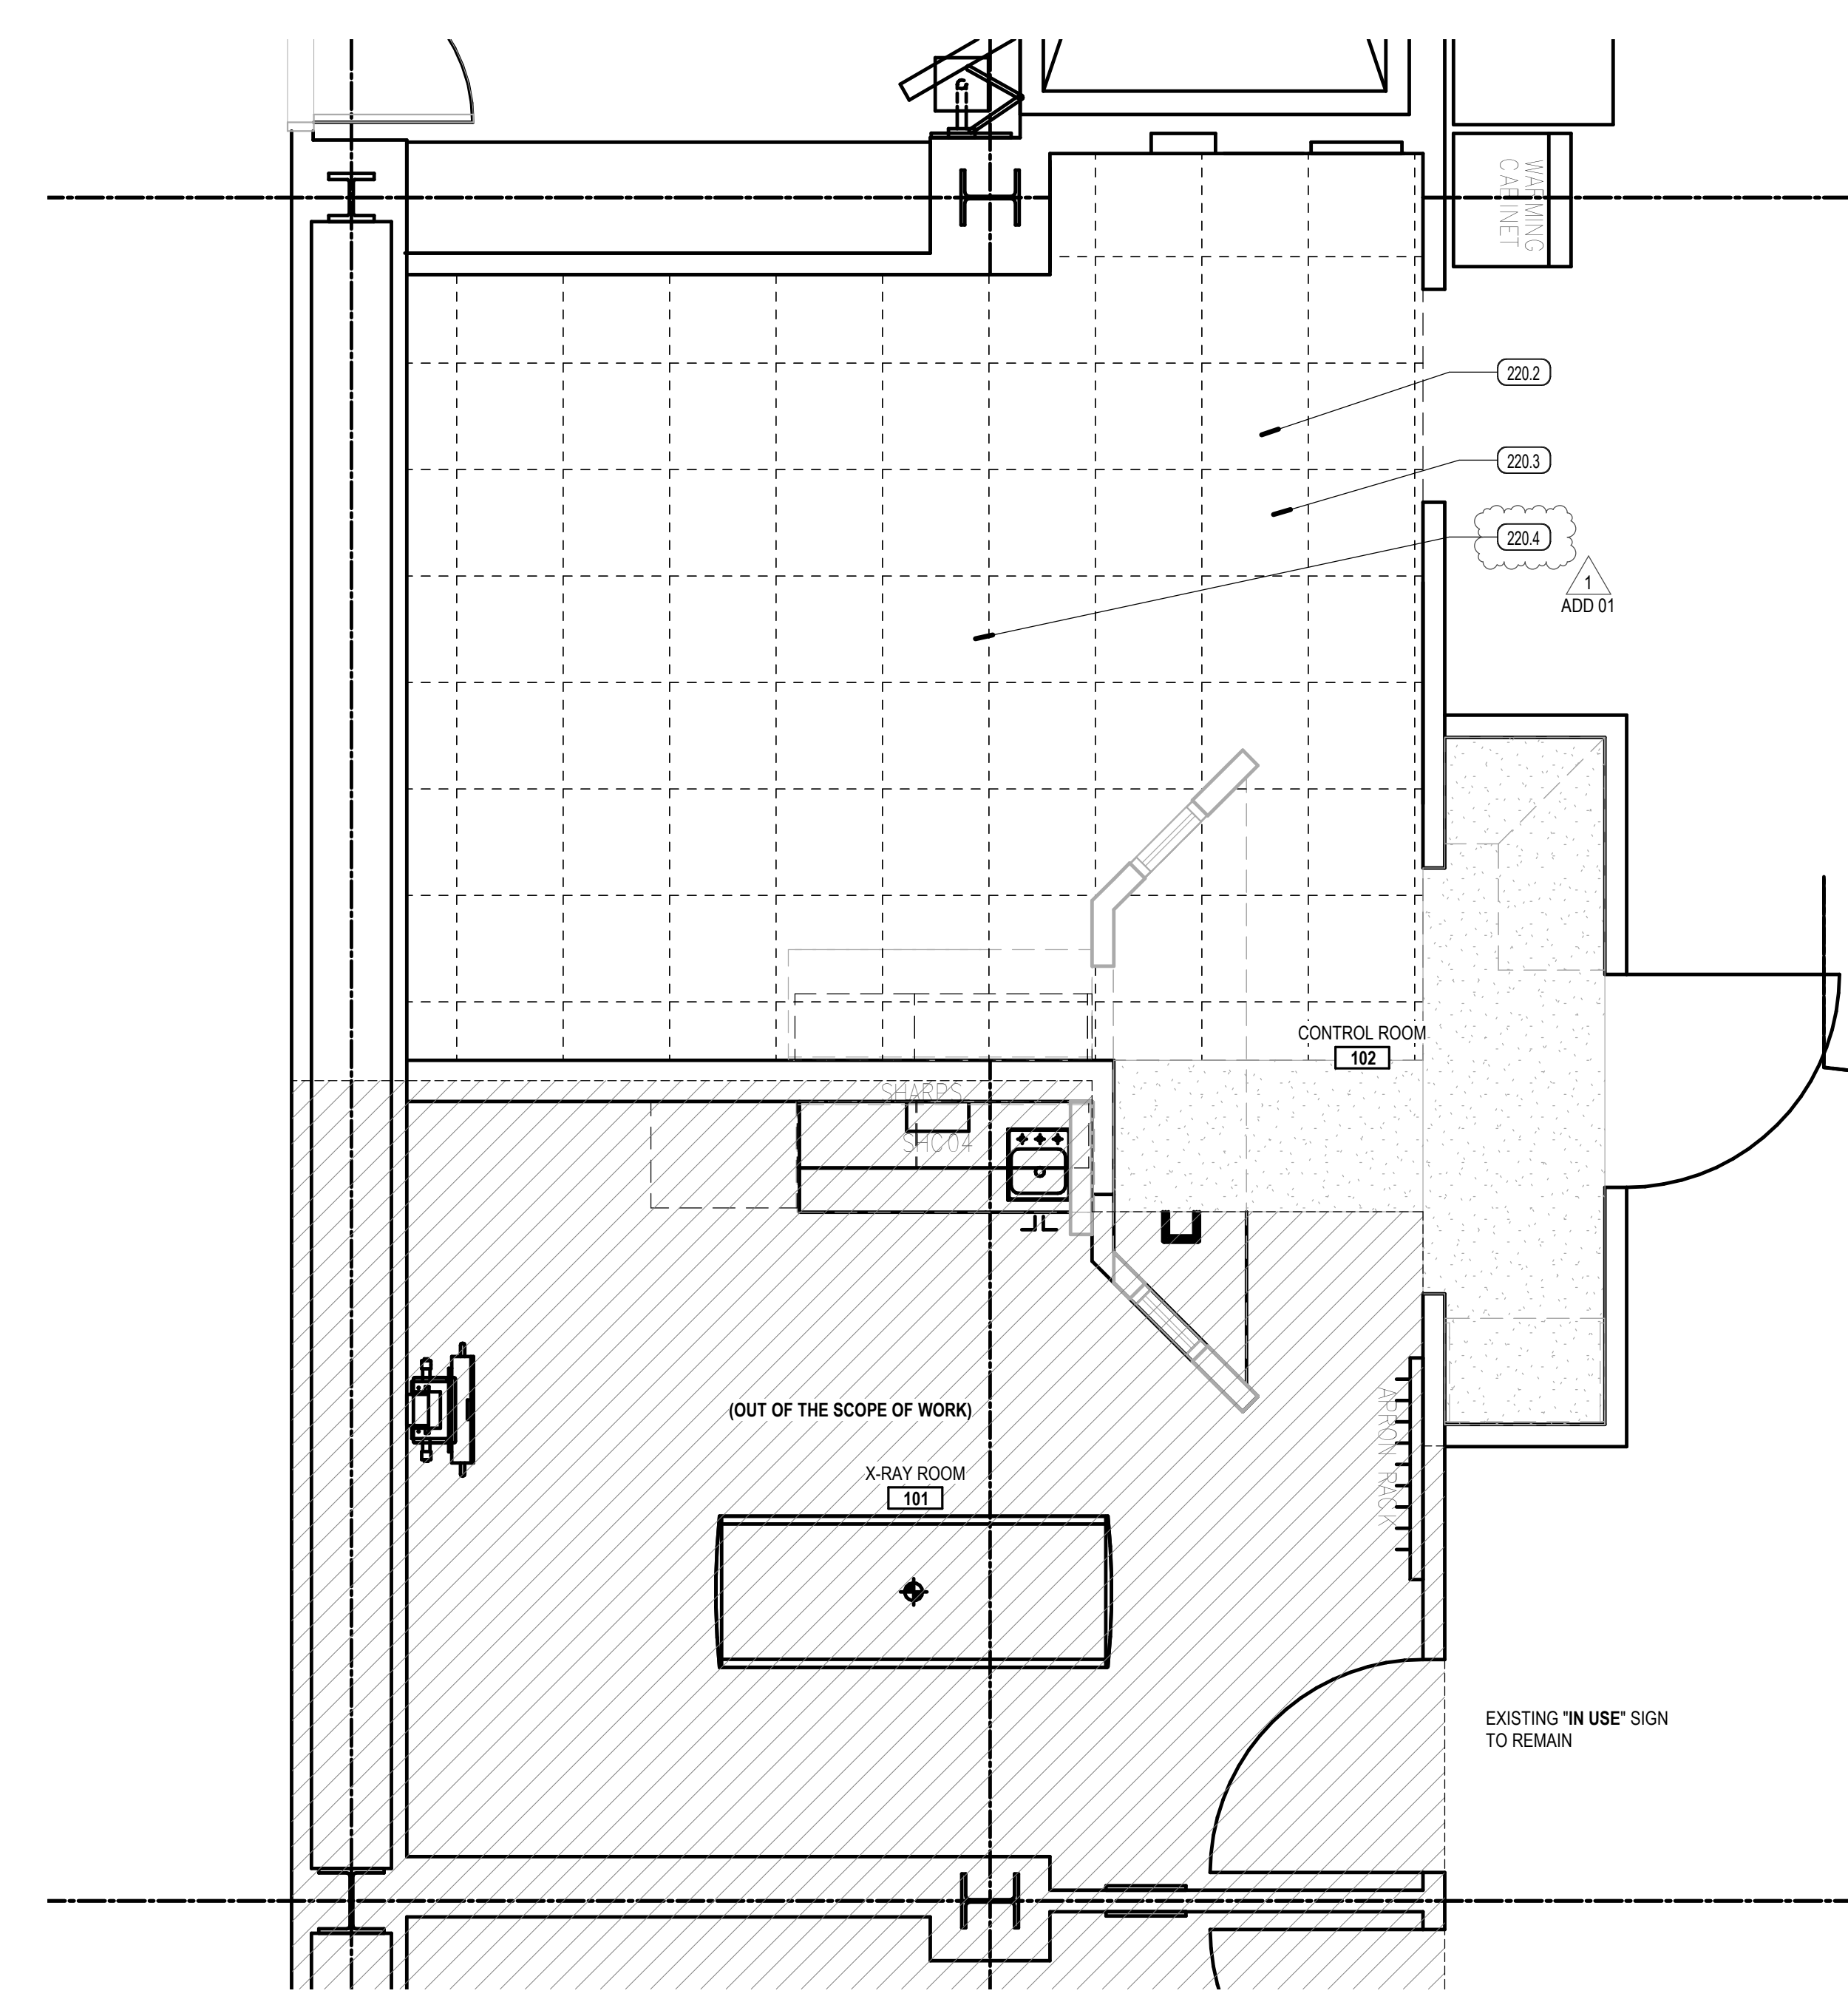 WARMING
CABINET
220.2
220.3
220.4
1
ADD 01
CONTROL ROOM
102
SHARPS
SHC04
(OUT OF THE SCOPE OF WORK)
APRON RACK
X-RAY ROOM
101
EXISTING "IN USE" SIGN
TO REMAIN